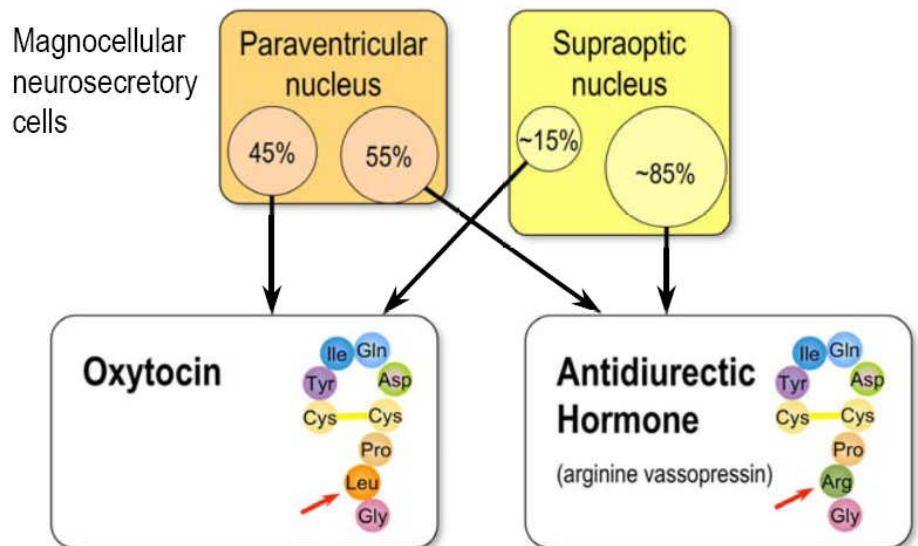 Magnocellular
neurosecretory
cells
Paraventricular
nucleus
45%
55%
Supraoptic
nucleus
~15%
~85%
Oxytocin
Ile
Gln
Tyr
Asp
Cys
Cys
Pro
Leu
Gly
Antidiurectic
Hormone
(arginine vassopressin)
Ile
Gln
Tyr
Asp
Cys
Cys
Pro
Arg
Gly